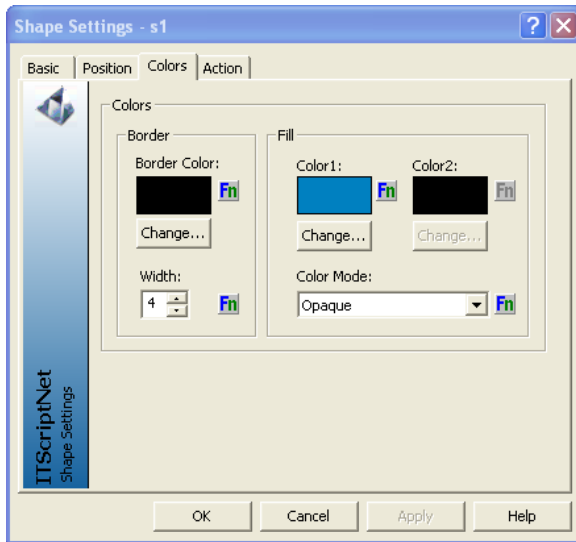 Shape Settings - s1
Basic Position Colors Action
Colors
Border
Fill
Border Color:
Fn
Change...
Width:
4
Fn
Color1:
Color2:
Fn
Fn
Change...
Change...
Color Mode:
Opaque
Fn
ITScriptNet
Shape Settings
OK Cancel Apply Help